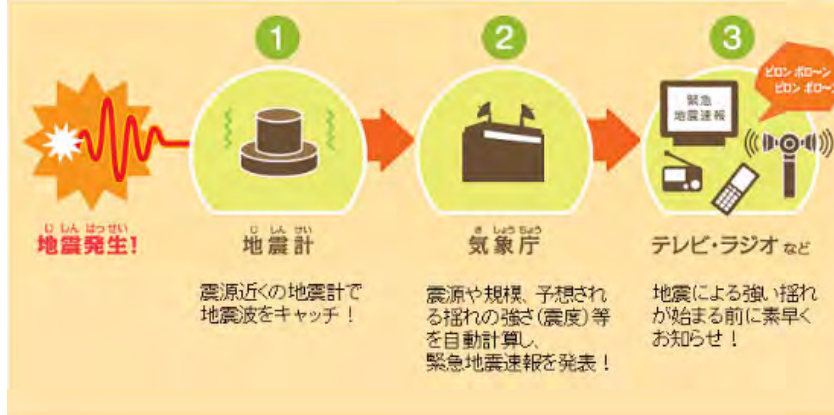 1
2
3
緊急
地震速報
ピロン ポローン
ピロン ポロー
じ しん はっせい
地震発生!
じ しん けい
地震計
き しょうちょう
気象庁
テレビ・ラジオ など
震源近くの地震計で
地震波をキャッチ!
震源や規模、予想され
る揺れの強さ(震度)等
を自動計算し、
緊急地震速報を発表!
地震による強い揺れ
が始まる前に素早く
お知らせ!